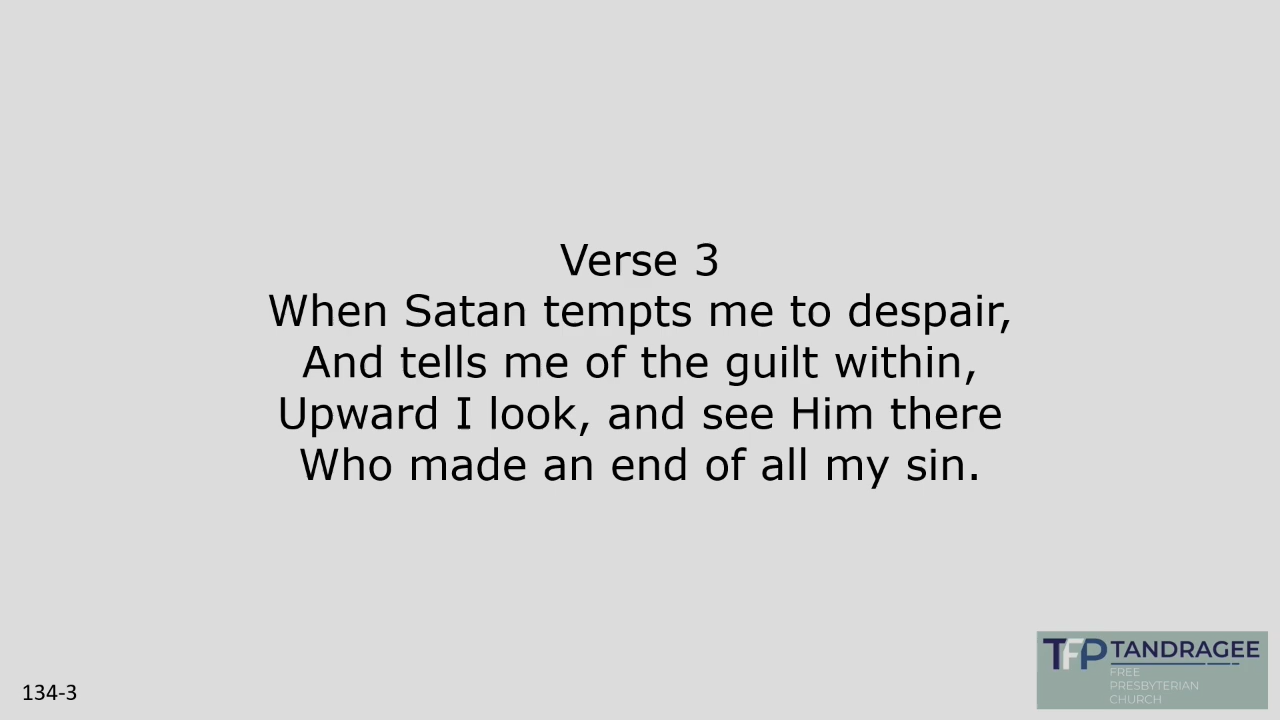 Verse 3
When Satan tempts me to despair,
And tells me of the guilt within,
Upward I look, and see Him there
Who made an end of all my sin.
134-3
TFP TANDRAGEE
FREE
PRESBYTERIAN
CHURCH